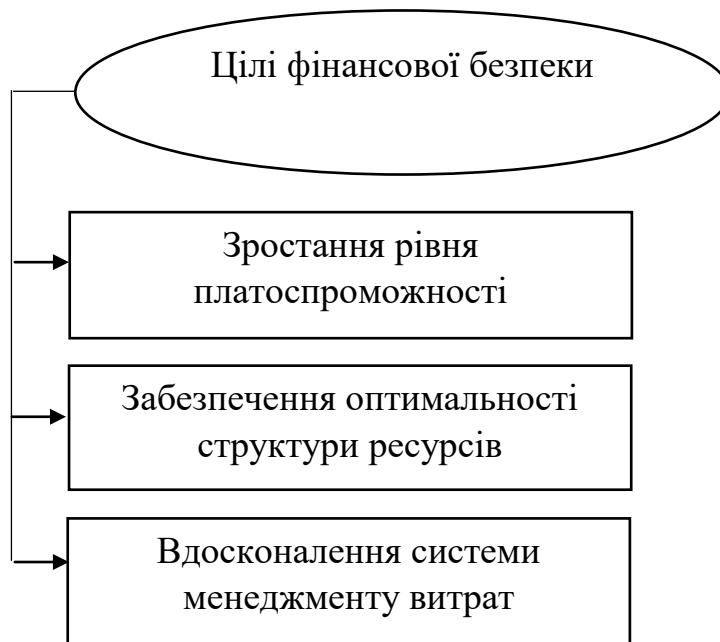 Цілі фінансової безпеки
Зростання рівня
платоспроможності
Забезпечення оптимальності
структури ресурсів
Вдосконалення системи
менеджменту витрат